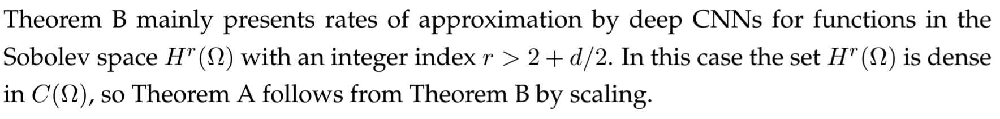 Theorem B mainly presents rates of approximation by deep CNNs for functions in the
Sobolev space $H^r(\Omega)$ with an integer index $r > 2 + d/2$. In this case the set $H^r(\Omega)$ is dense
in $C(\Omega)$, so Theorem A follows from Theorem B by scaling.